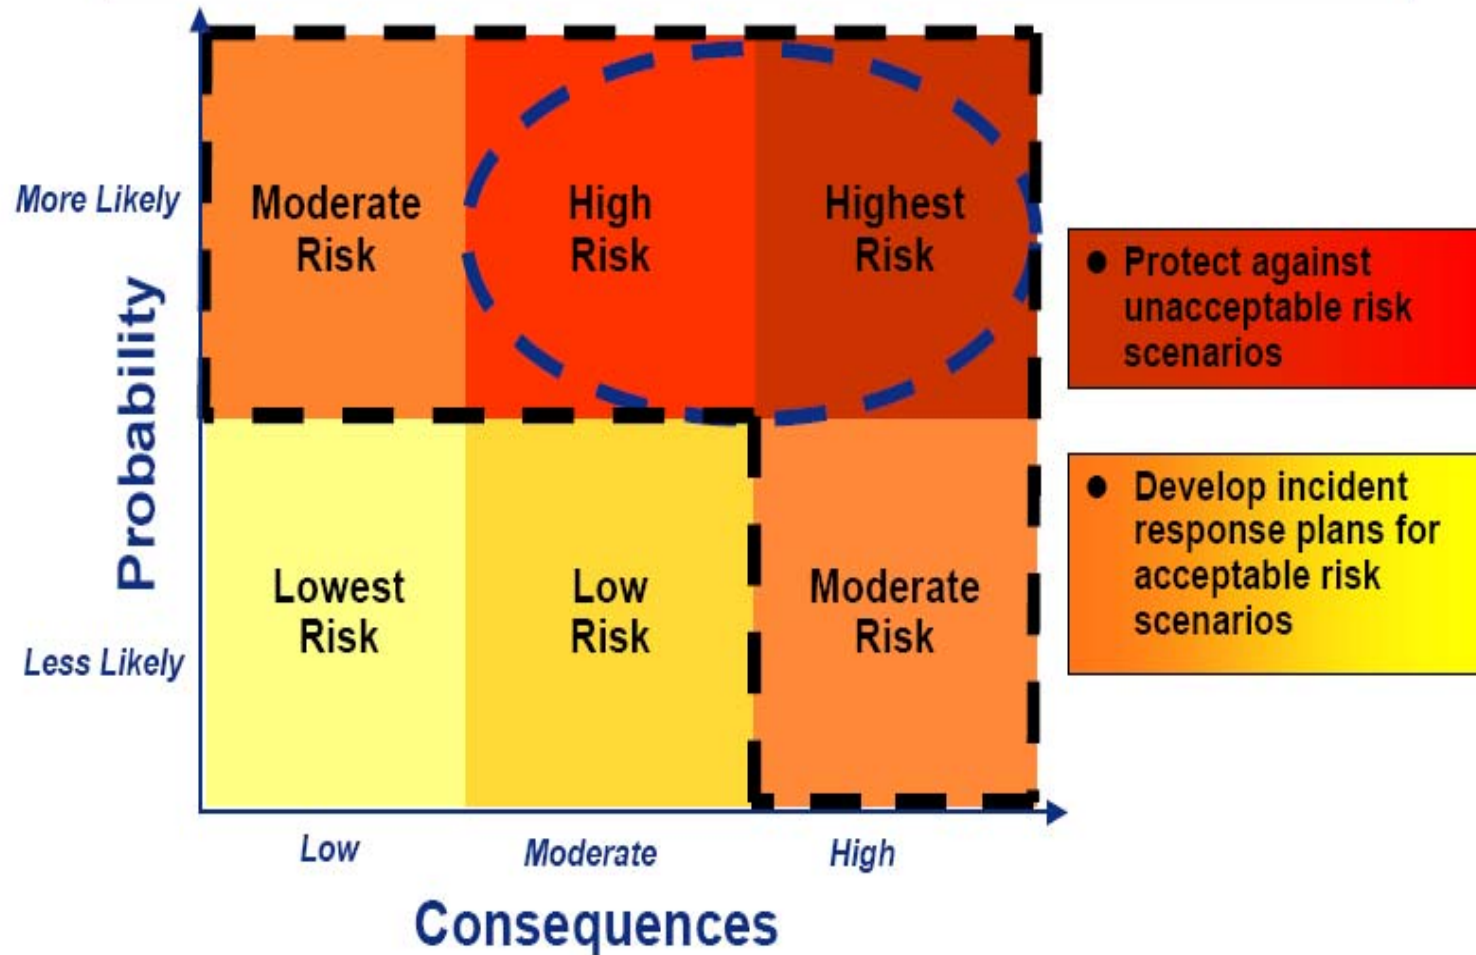 More Likely
Moderate
Risk
High
Risk
Highest
Risk
Probability
Less Likely
Lowest
Risk
Low
Risk
Moderate
Risk
Low
Moderate
High
Consequences
● Protect against
unacceptable risk
scenarios
● Develop incident
response plans for
acceptable risk
scenarios